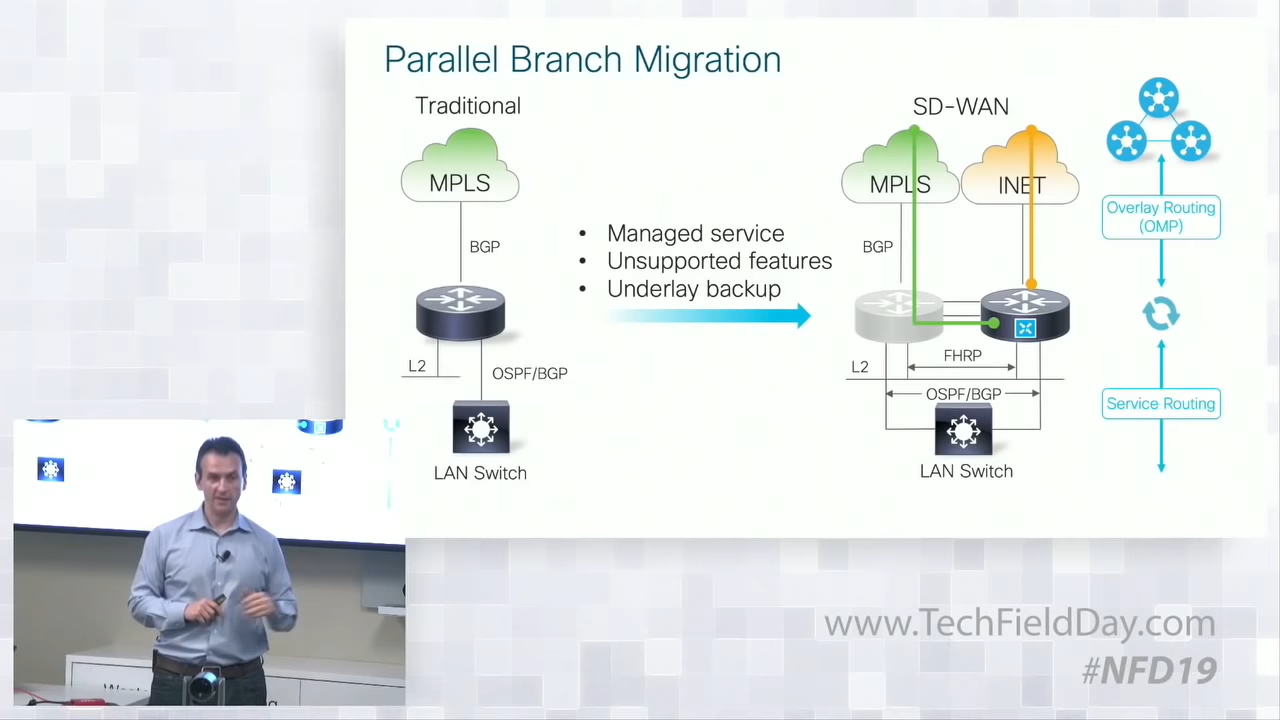 Parallel Branch Migration
Traditional
MPLS
BGP
L2
OSPF/BGP
LAN Switch
• Managed service
• Unsupported features
• Underlay backup
SD-WAN
MPLS
INET
BGP
FHRP
L2
OSPF/BGP
LAN Switch
Overlay Routing
(OMP)
Service Routing
www.TechFieldDay.com
#NFD19